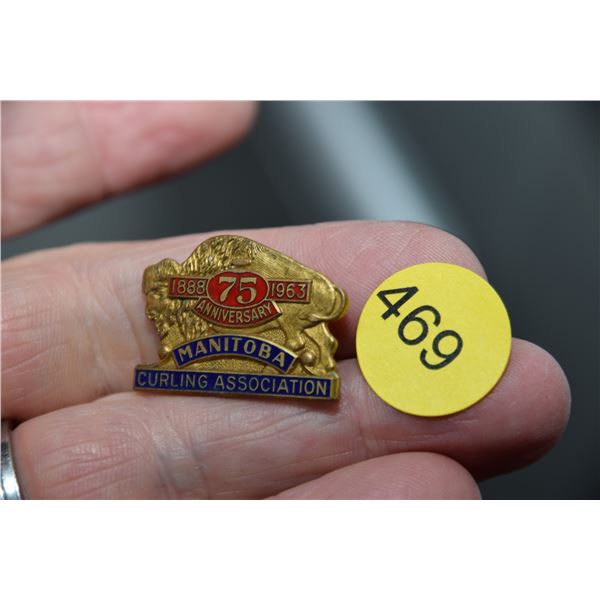 1888 75 1963
ANNIVERSARY
MANITOBA
CURLING ASSOCIATION
469